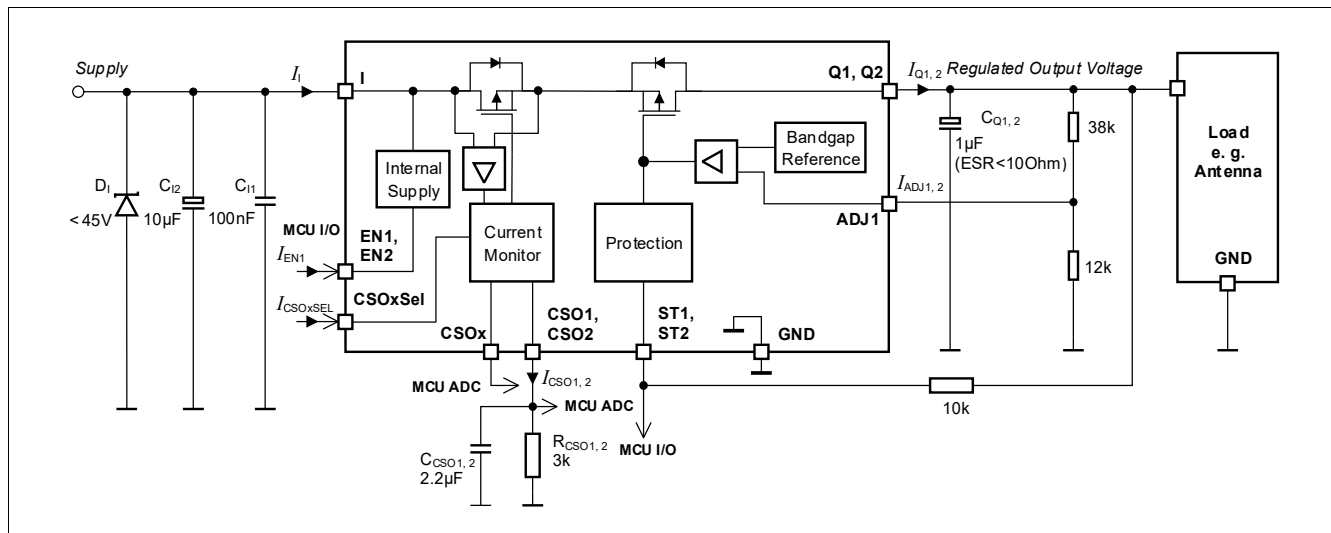 Supply
I_I
I
Q1, Q2
I_Q1, 2
Regulated Output Voltage
Bandgap
Reference
C_Q1, 2
1µF
(ESR<10Ohm)
38k
Load
e. g.
Antenna
Internal
Supply
D_I
<45V
C_I2
10µF
C_I1
100nF
I_ADJ1, 2
ADJ1
MCU I/O
EN1,
EN2
I_EN1
Current
Monitor
Protection
12k
GND
I_CSOxSEL
CSOxSel
CSOx
CSO1,
CSO2
ST1,
ST2
GND
MCU ADC
I_CSO1, 2
MCU ADC
10k
MCU I/O
C_CSO1, 2
2.2µF
R_CSO1, 2
3k